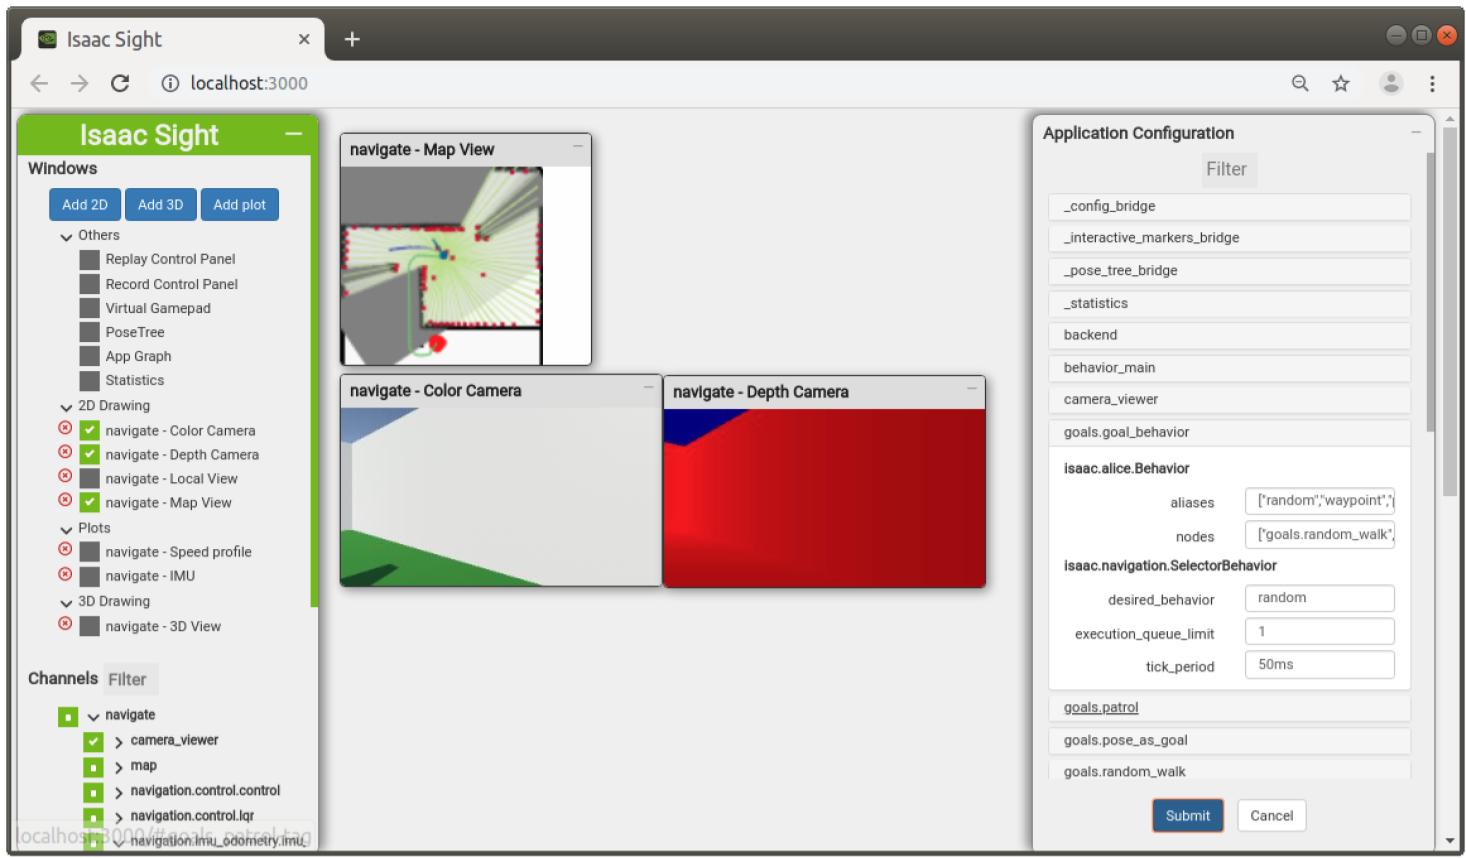 Isaac Sight
localhost:3000
Isaac Sight
Windows
Add 2D Add 3D Add plot
Others
Replay Control Panel
Record Control Panel
Virtual Gamepad
PoseTree
App Graph
Statistics
2D Drawing
navigate - Color Camera
navigate - Depth Camera
navigate - Local View
navigate - Map View
Plots
navigate - Speed profile
navigate - IMU
3D Drawing
navigate - 3D View
Channels Filter
navigate
camera_viewer
map
navigation.control.control
navigation.control.lqr
navigation.imu_odometry.imu_
localhost:3000/#goals_patrol-tag
navigate - Map View
navigate - Color Camera
navigate - Depth Camera
Application Configuration
Filter
_config_bridge
_interactive_markers_bridge
_pose_tree_bridge
_statistics
backend
behavior_main
camera_viewer
goals.goal_behavior
isaac.alice.Behavior
aliases ["random","waypoint","
nodes ["goals.random_walk",
isaac.navigation.SelectorBehavior
desired_behavior random
execution_queue_limit 1
tick_period 50ms
goals.patrol
goals.pose_as_goal
goals.random_walk
Submit Cancel